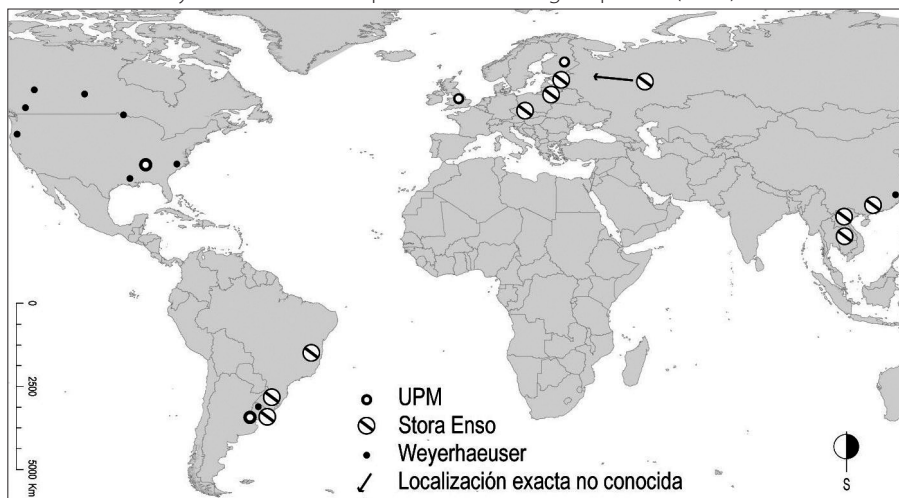 0
2500
5000 Km
UPM
Stora Enso
Weyerhaeuser
Localización exacta no conocida
S